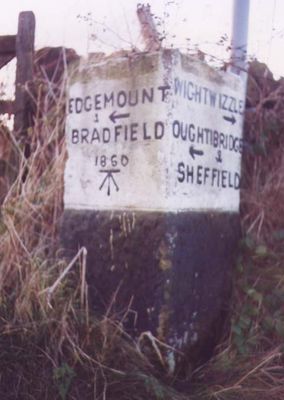 EDGEMOUNT
& ←
BRADFIELD
1860
WIGHTWIZZLE
→
OUGHTIBRIDGE
← &
SHEFFIELD